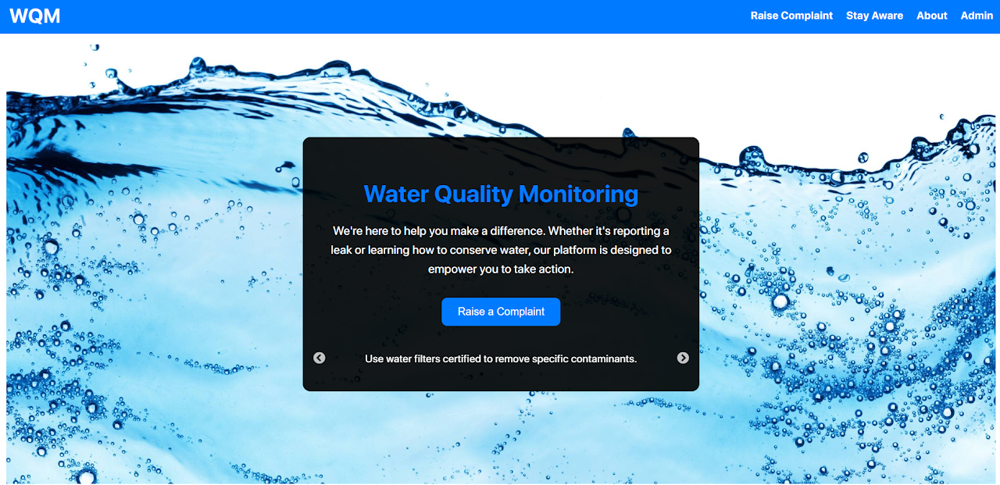 WQM
Raise Complaint Stay Aware About Admin
Water Quality Monitoring
We're here to help you make a difference. Whether it's reporting a
leak or learning how to conserve water, our platform is designed to
empower you to take action.
Raise a Complaint
Use water filters certified to remove specific contaminants.